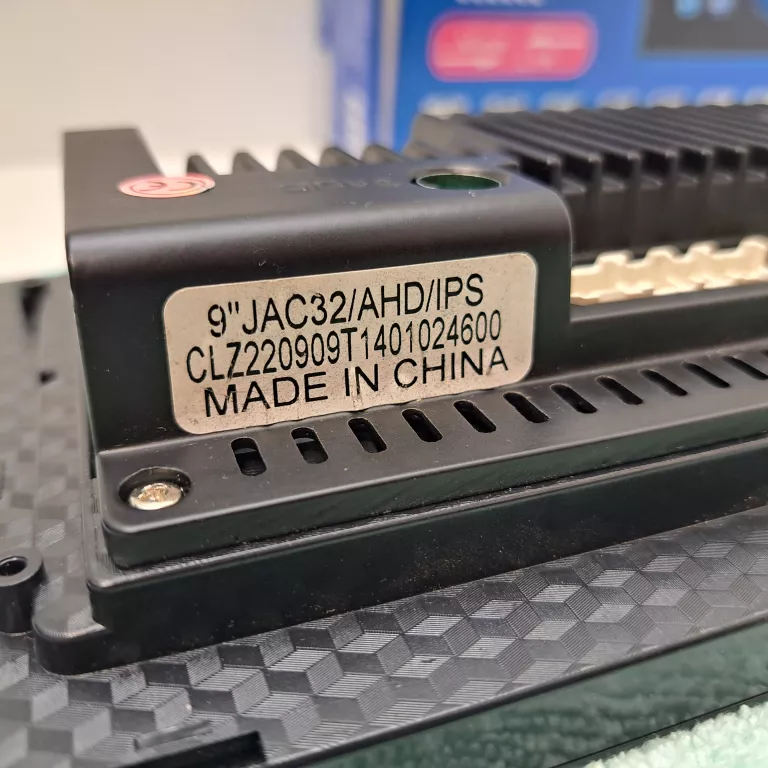 9"JAC32/AHD/IPS
CLZ220909T1401024600
MADE IN CHINA